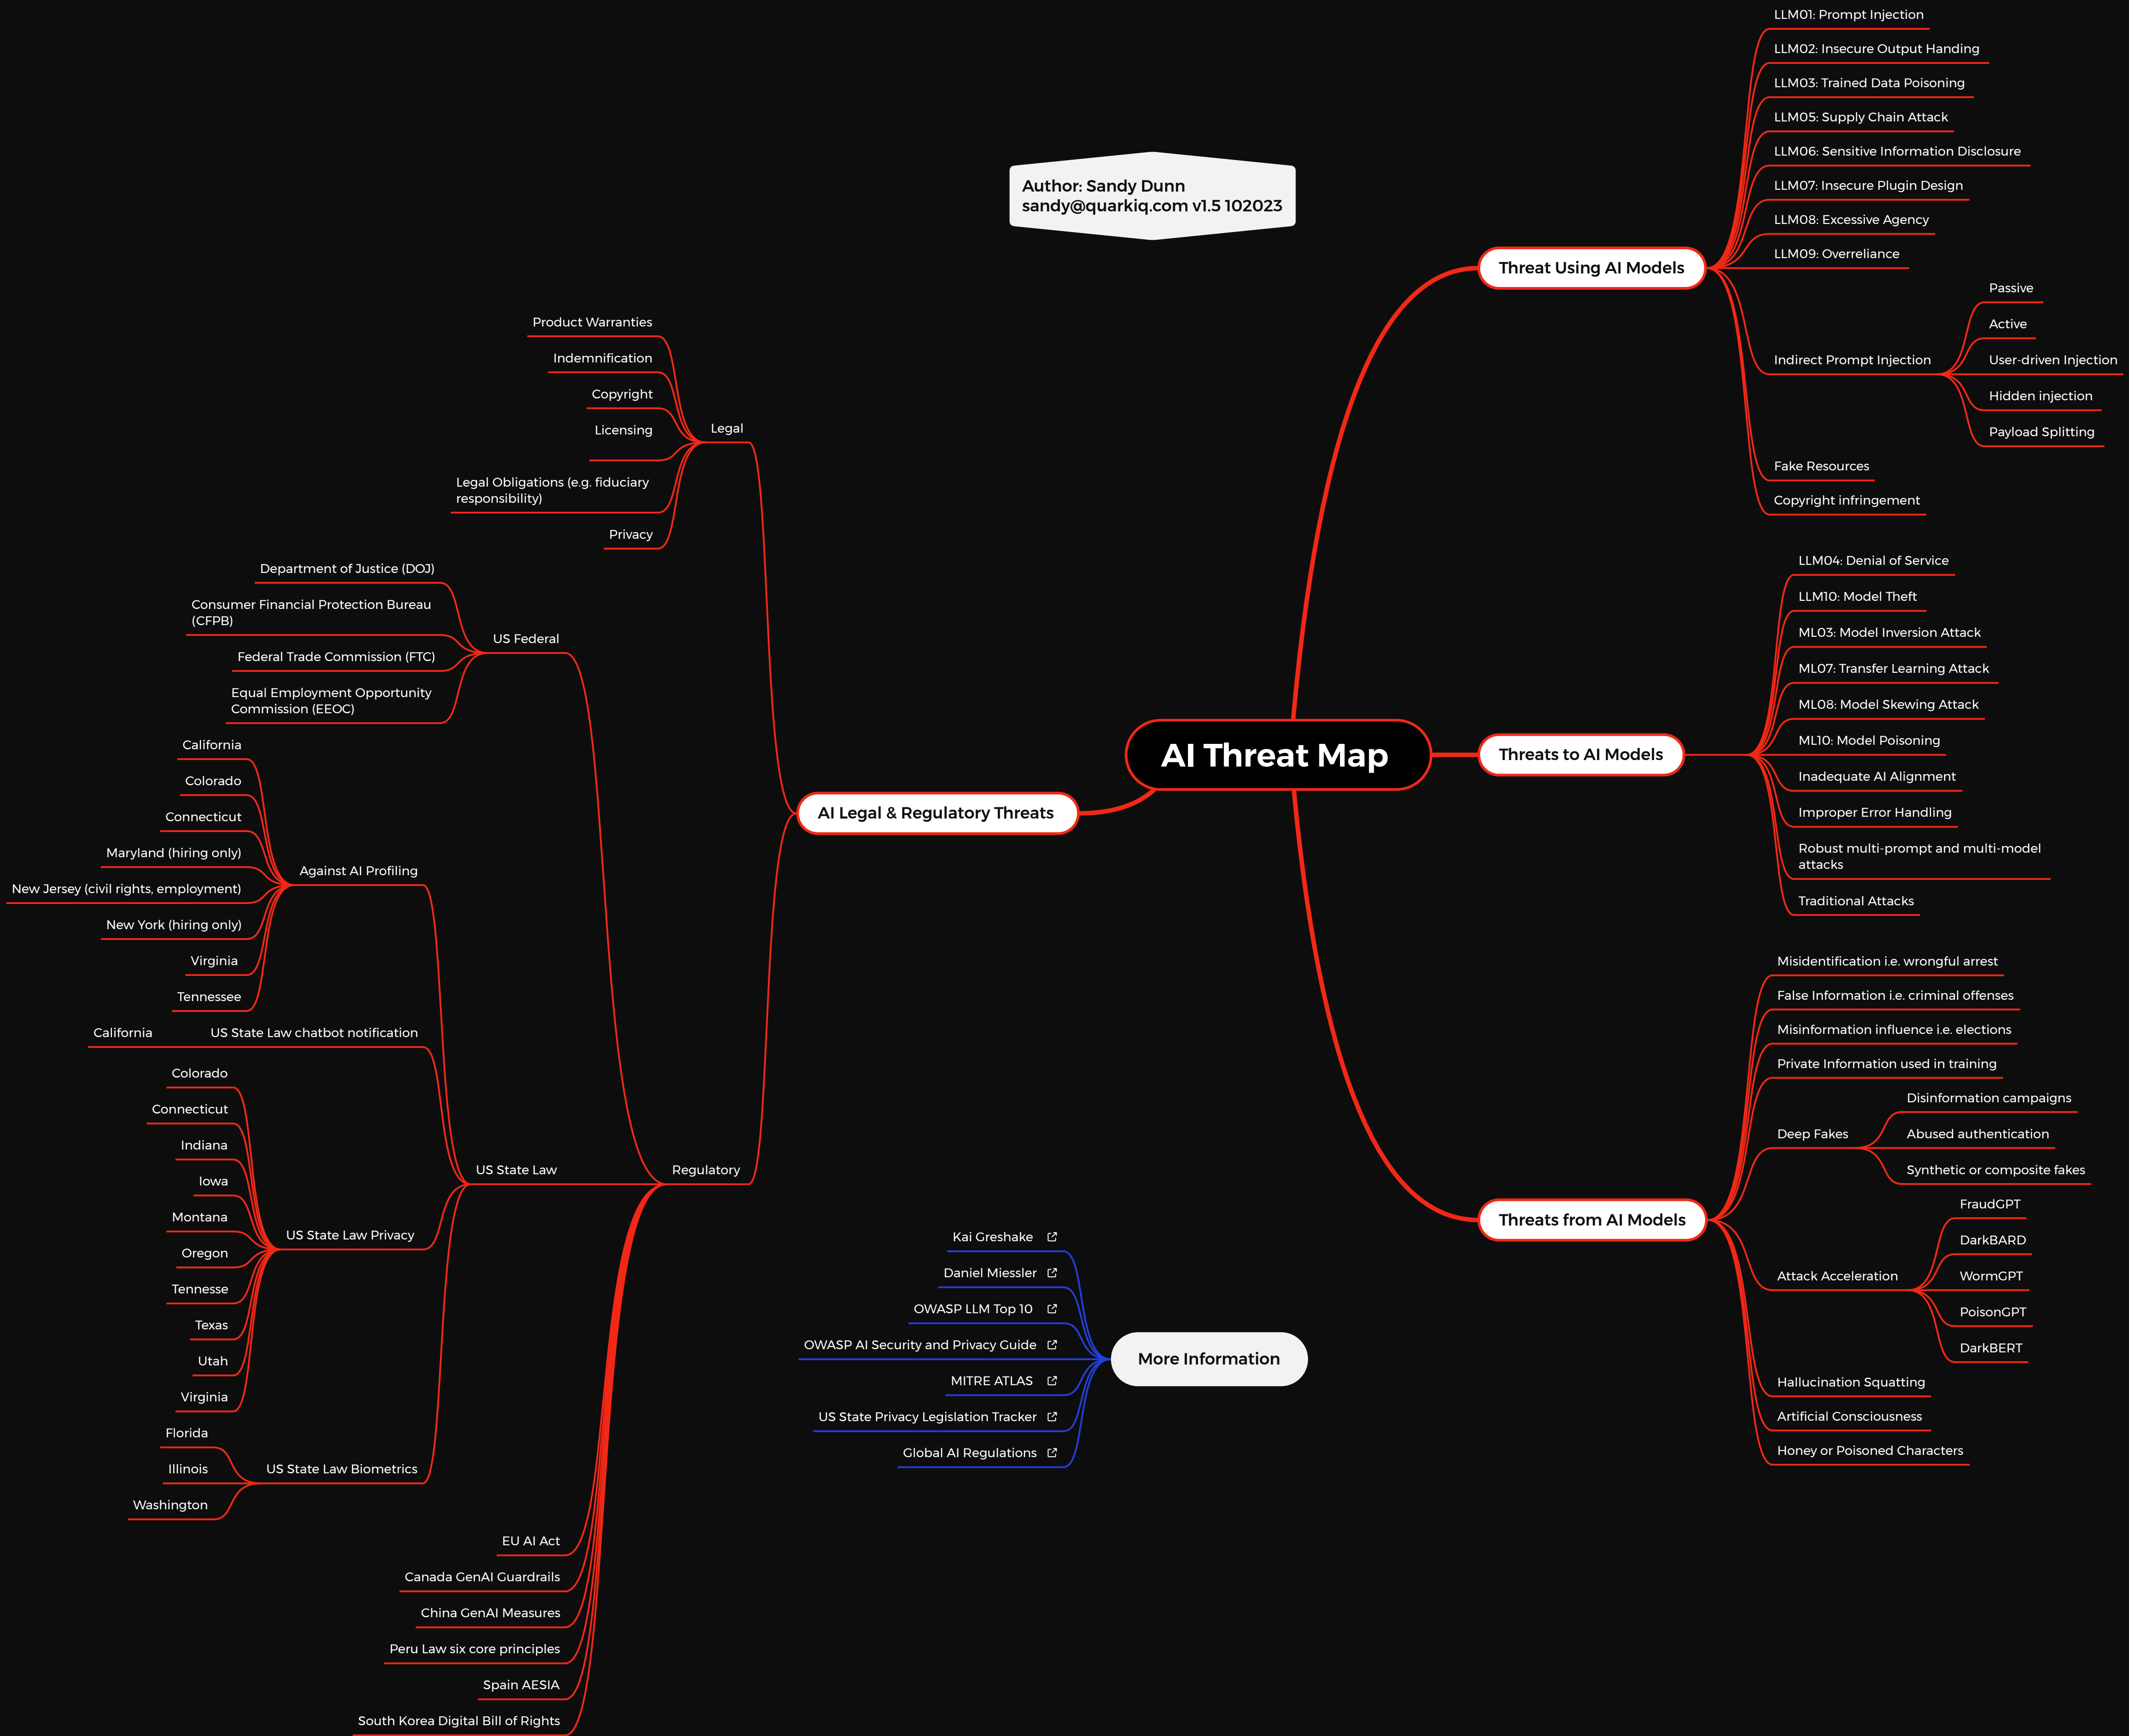 Author: Sandy Dunn
sandy@quarkiq.com v1.5 102023
AI Threat Map
Threat Using AI Models
LLM01: Prompt Injection
LLM02: Insecure Output Handing
LLM03: Trained Data Poisoning
LLM05: Supply Chain Attack
LLM06: Sensitive Information Disclosure
LLM07: Insecure Plugin Design
LLM08: Excessive Agency
LLM09: Overreliance
Indirect Prompt Injection
Passive
Active
User-driven Injection
Hidden injection
Payload Splitting
Fake Resources
Copyright infringement
Threats to AI Models
LLM04: Denial of Service
LLM10: Model Theft
ML03: Model Inversion Attack
ML07: Transfer Learning Attack
ML08: Model Skewing Attack
ML10: Model Poisoning
Inadequate AI Alignment
Improper Error Handling
Robust multi-prompt and multi-model
attacks
Traditional Attacks
Threats from AI Models
Misidentification i.e. wrongful arrest
False Information i.e. criminal offenses
Misinformation influence i.e. elections
Private Information used in training
Deep Fakes
Disinformation campaigns
Abused authentication
Synthetic or composite fakes
Attack Acceleration
FraudGPT
DarkBARD
WormGPT
PoisonGPT
DarkBERT
Hallucination Squatting
Artificial Consciousness
Honey or Poisoned Characters
AI Legal & Regulatory Threats
Legal
Product Warranties
Indemnification
Copyright
Licensing
Legal Obligations (e.g. fiduciary
responsibility)
Privacy
Regulatory
US Federal
Department of Justice (DOJ)
Consumer Financial Protection Bureau
(CFPB)
Federal Trade Commission (FTC)
Equal Employment Opportunity
Commission (EEOC)
US State Law
Against AI Profiling
California
Colorado
Connecticut
Maryland (hiring only)
New Jersey (civil rights, employment)
New York (hiring only)
Virginia
Tennessee
US State Law chatbot notification
California
US State Law Privacy
Colorado
Connecticut
Indiana
Iowa
Montana
Oregon
Tennesse
Texas
Utah
Virginia
US State Law Biometrics
Florida
Illinois
Washington
EU AI Act
Canada GenAI Guardrails
China GenAI Measures
Peru Law six core principles
Spain AESIA
South Korea Digital Bill of Rights
More Information
Kai Greshake
Daniel Miessler
OWASP LLM Top 10
OWASP AI Security and Privacy Guide
MITRE ATLAS
US State Privacy Legislation Tracker
Global AI Regulations